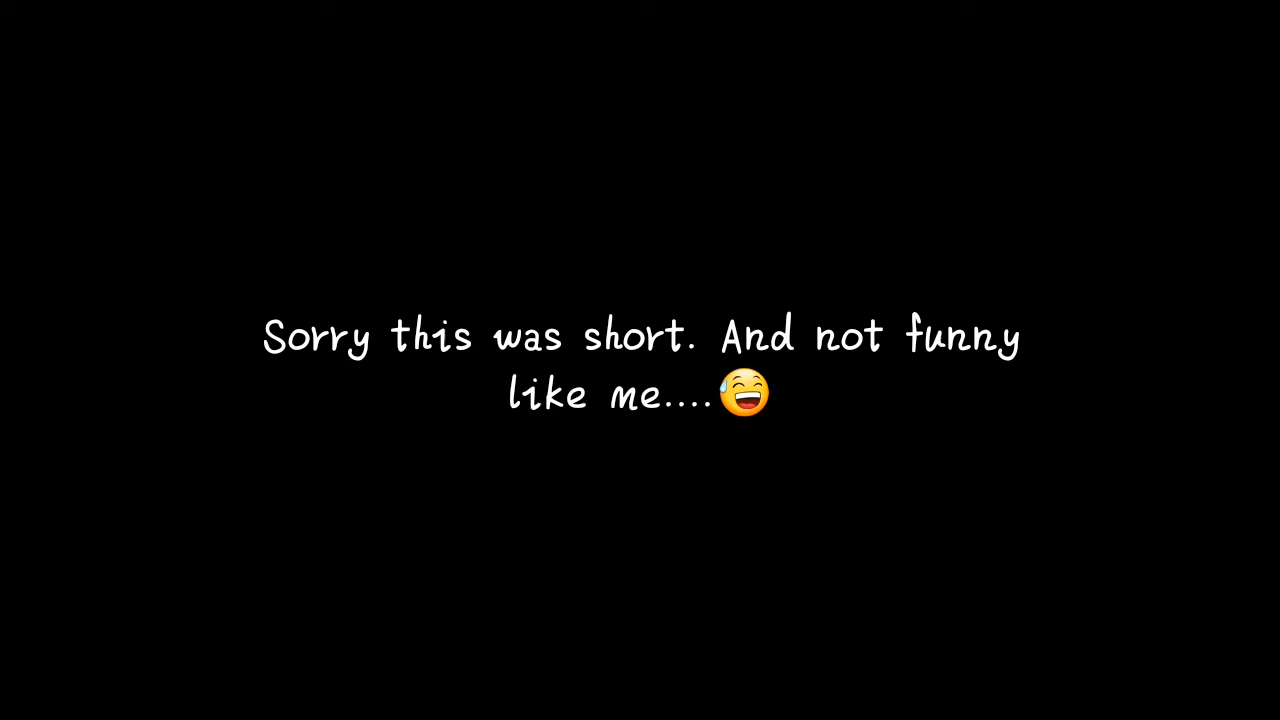 Sorry this was short. And not funny
like me....😅